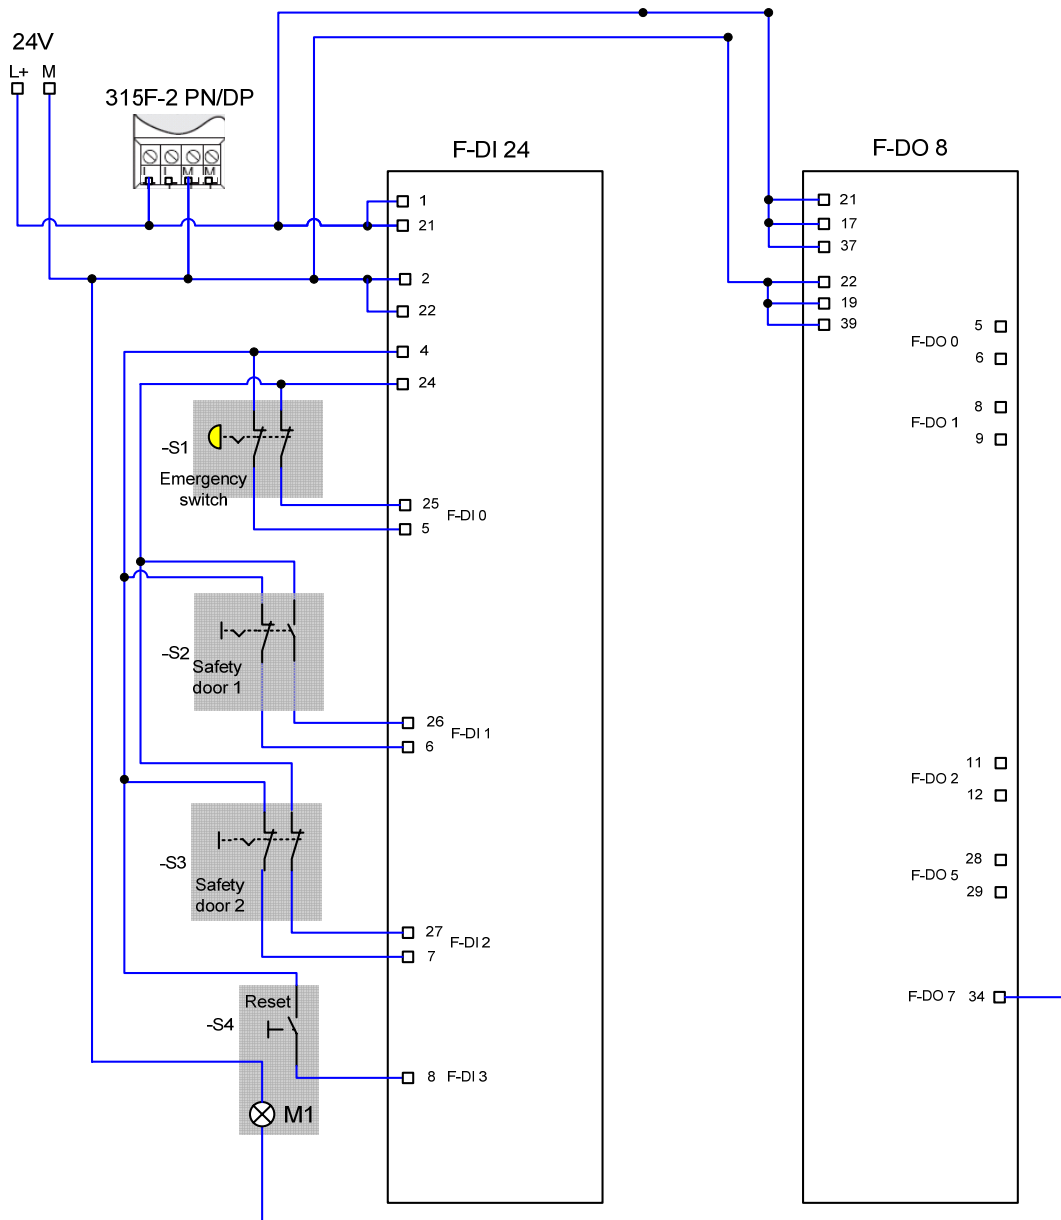 24V
L+ M
315F-2 PN/DP
L L M M
F-DI 24
F-DO 8
1
21
2
22
4
24
-S1
Emergency
switch
25
5
F-DI 0
-S2
Safety
door 1
26
6
F-DI 1
-S3
Safety
door 2
27
7
F-DI 2
Reset
-S4
8 F-DI 3
M1
21
17
37
22
19
39
5
F-DO 0
6
8
F-DO 1
9
11
F-DO 2
12
28
F-DO 5
29
F-DO 7 34